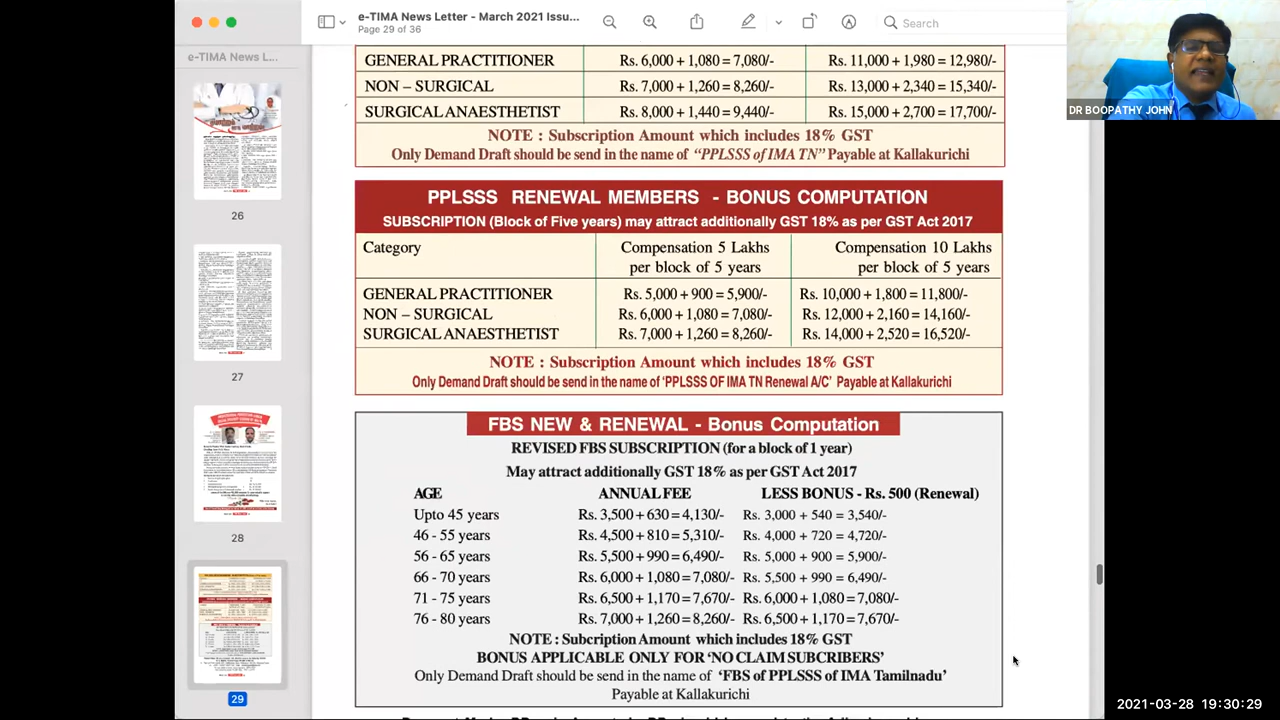 e-TIMA News Letter - March 2021 Issu...
Page 29 of 36
Search
e-TIMA News L...
26
27
28
29
DR BOOPATHY JOHN
GENERAL PRACTITIONER Rs. 6,000 + 1,080 = 7,080/- Rs. 11,000 + 1,980 = 12,980/-
NON – SURGICAL Rs. 7,000 + 1,260 = 8,260/- Rs. 13,000 + 2,340 = 15,340/-
SURGICAL ANAESTHETIST Rs. 8,000 + 1,440 = 9,440/- Rs. 15,000 + 2,700 = 17,700/-
NOTE : Subscription Amount which includes 18% GST
Only Demand Draft should be send in the name of “PPLSSS of IMA TN” Payable at Kallakurichi
PPLSSS RENEWAL MEMBERS - BONUS COMPUTATION
SUBSCRIPTION (Block of Five years) may attract additionally GST 18% as per GST Act 2017
Category Compensation 5 Lakhs Compensation 10 Lakhs
per block of 5 years per block of 5 years
GENERAL PRACTITIONER Rs. 5,000 + 900 = 5,900/- Rs. 10,000 + 1,800 = 11,800/-
NON – SURGICAL Rs. 6,000 + 1,080 = 7,080/- Rs. 12,000 + 2,160 = 14,160/-
SURGICAL ANAESTHETIST Rs. 7,000 + 1,260 = 8,260/- Rs. 14,000 + 2,520 = 16,520/-
NOTE : Subscription Amount which includes 18% GST
Only Demand Draft should be send in the name of ‘PPLSSS OF IMA TN Renewal A/C’ Payable at Kallakurichi
FBS NEW & RENEWAL - Bonus Computation
REVISED FBS SUBSRIPTION (for a block of 1 year)
May attract additional GST 18% as per GST Act 2017
AGE ANNUAL FEE LESS BONUS - Rs. 500 (Renewal)
Upto 45 years Rs. 3,500 + 630 = 4,130/- Rs. 3,000 + 540 = 3,540/-
46 - 55 years Rs. 4,500 + 810 = 5,310/- Rs. 4,000 + 720 = 4,720/-
56 - 65 years Rs. 5,500 + 990 = 6,490/- Rs. 5,000 + 900 = 5,900/-
66 - 70 years Rs. 6,000 + 1,080 = 7,080/- Rs. 5,500 + 990 = 6,490/-
71 - 75 years Rs. 6,500 + 1,170 = 7,670/- Rs. 6,000 + 1,080 = 7,080/-
76 - 80 years Rs. 7,000 + 1,260 = 8,260/- Rs. 6,500 + 1,170 = 7,670/-
NOTE : Subcription Amount which includes 18% GST
BONUS APPLICABLE ONLY FOR ‘NO CLAIM SUBCRIBERS’
Only Demand Draft should be send in the name of ‘FBS of PPLSSS of IMA Tamilnadu’
Payable at Kallakurichi
2021-03-28 19:30:29